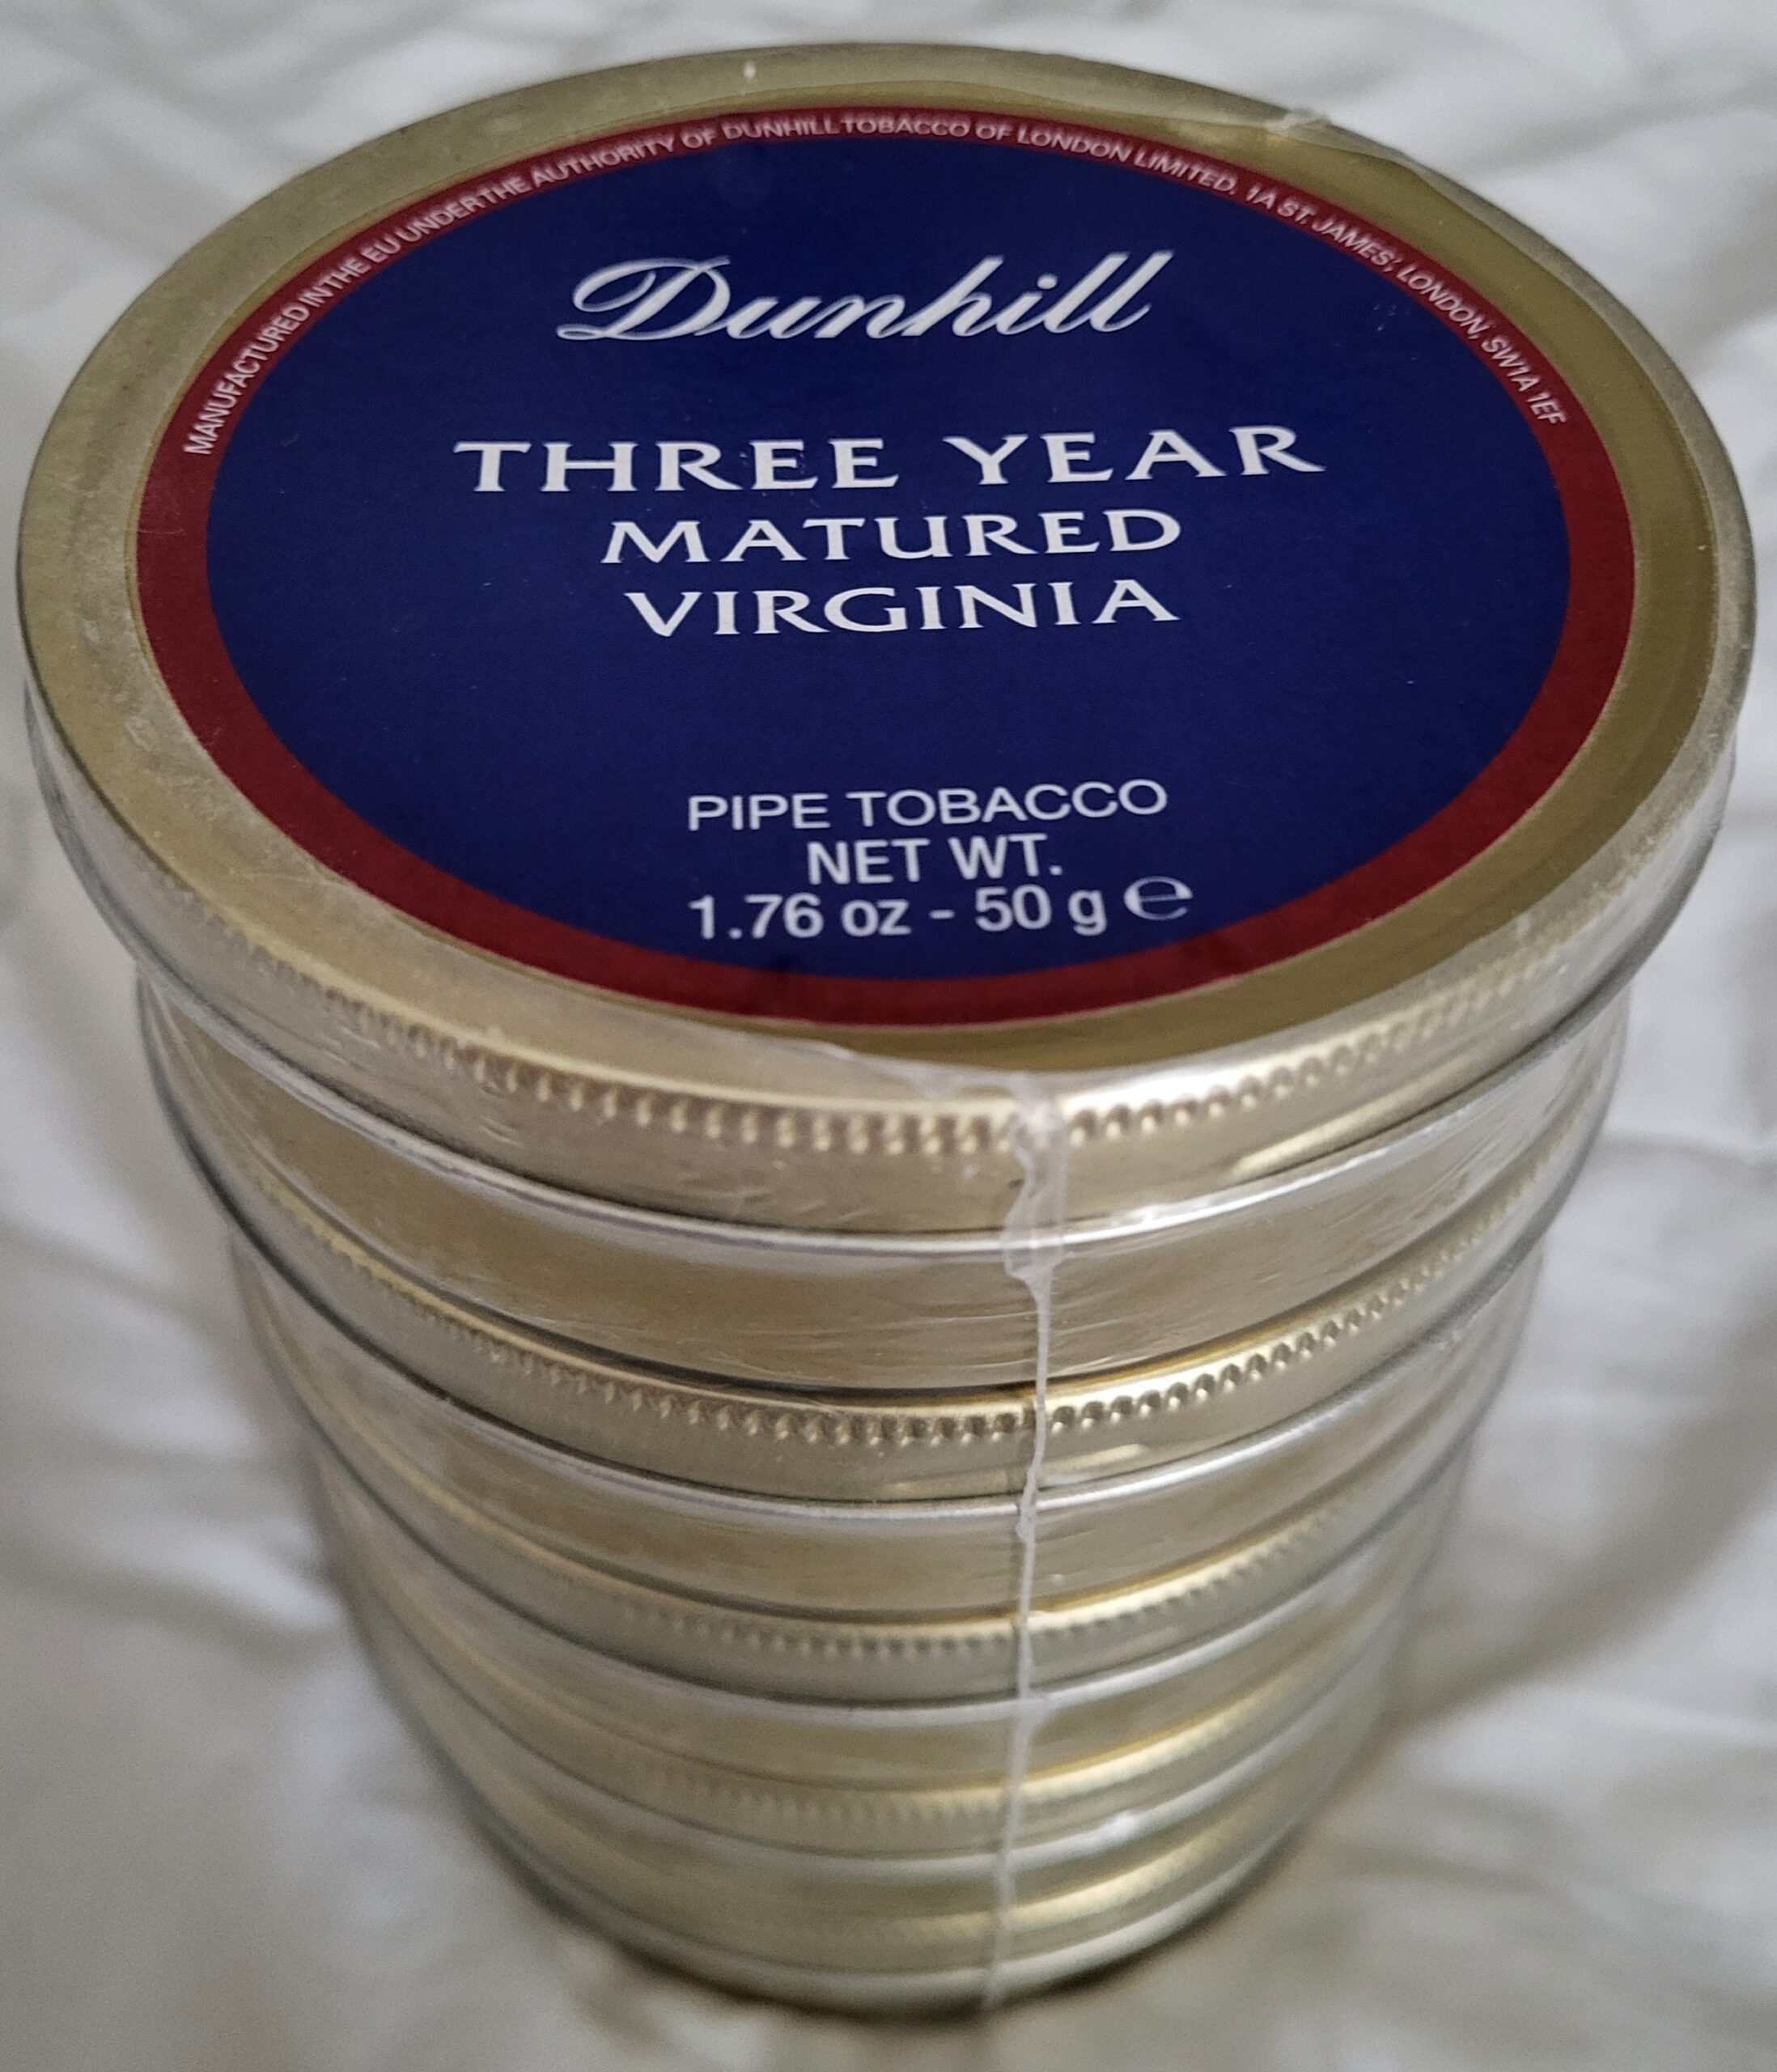 MANUFACTURED IN THE EU UNDER THE AUTHORITY OF DUNHILL TOBACCO OF LONDON LIMITED. 1A ST. JAMES', LONDON, SW1A 1EF
Dunhill
THREE YEAR
MATURED
VIRGINIA
PIPE TOBACCO
NET WT.
1.76 oz - 50 g ℮